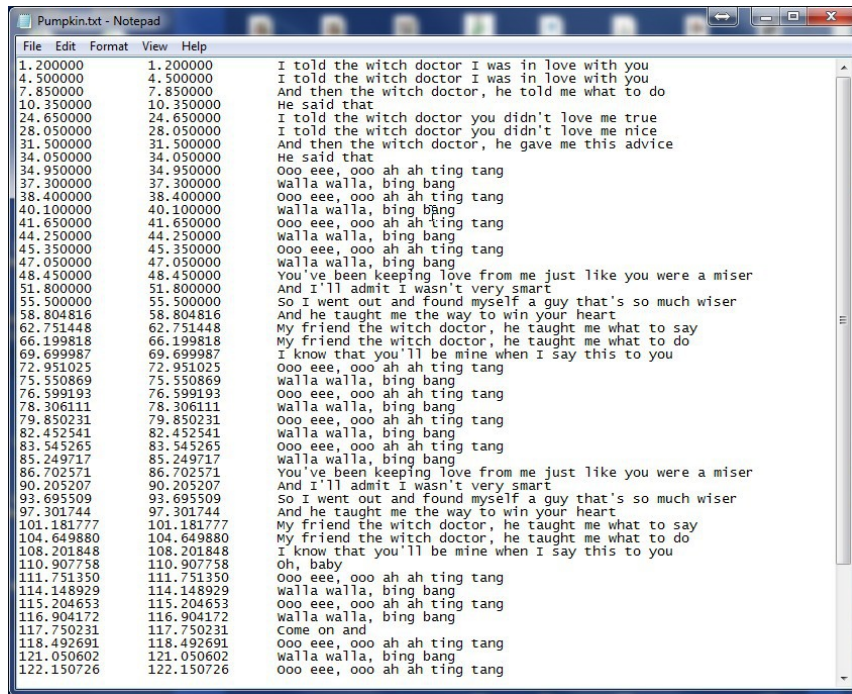 Pumpkin.txt - Notepad
File Edit Format View Help
1.200000 1.200000 I told the witch doctor I was in love with you
4.500000 4.500000 I told the witch doctor I was in love with you
7.850000 7.850000 And then the witch doctor, he told me what to do
10.350000 10.350000 He said that
24.650000 24.650000 I told the witch doctor you didn't love me true
28.050000 28.050000 I told the witch doctor you didn't love me nice
31.500000 31.500000 And then the witch doctor, he gave me this advice
34.050000 34.050000 He said that
34.950000 34.950000 Ooo eee, ooo ah ah ting tang
37.300000 37.300000 Walla walla, bing bang
38.400000 38.400000 Ooo eee, ooo ah ah ting tang
40.100000 40.100000 Walla walla, bing bang
41.650000 41.650000 Ooo eee, ooo ah ah ting tang
44.250000 44.250000 Walla walla, bing bang
45.350000 45.350000 Ooo eee, ooo ah ah ting tang
47.050000 47.050000 Walla walla, bing bang
48.450000 48.450000 You've been keeping love from me just like you were a miser
51.800000 51.800000 And I'll admit I wasn't very smart
55.500000 55.500000 So I went out and found myself a guy that's so much wiser
58.804816 58.804816 And he taught me the way to win your heart
62.751448 62.751448 My friend the witch doctor, he taught me what to say
66.199818 66.199818 My friend the witch doctor, he taught me what to do
69.699987 69.699987 I know that you'll be mine when I say this to you
72.951025 72.951025 Ooo eee, ooo ah ah ting tang
75.550869 75.550869 Walla walla, bing bang
76.599193 76.599193 Ooo eee, ooo ah ah ting tang
78.306111 78.306111 Walla walla, bing bang
79.850231 79.850231 Ooo eee, ooo ah ah ting tang
82.452541 82.452541 Walla walla, bing bang
83.545265 83.545265 Ooo eee, ooo ah ah ting tang
85.249717 85.249717 Walla walla, bing bang
86.702571 86.702571 You've been keeping love from me just like you were a miser
90.205207 90.205207 And I'll admit I wasn't very smart
93.695509 93.695509 So I went out and found myself a guy that's so much wiser
97.301744 97.301744 And he taught me the way to win your heart
101.181777 101.181777 My friend the witch doctor, he taught me what to say
104.649880 104.649880 My friend the witch doctor, he taught me what to do
108.201848 108.201848 I know that you'll be mine when I say this to you
110.907758 110.907758 Oh, baby
111.751350 111.751350 Ooo eee, ooo ah ah ting tang
114.148929 114.148929 Walla walla, bing bang
115.204653 115.204653 Ooo eee, ooo ah ah ting tang
116.904172 116.904172 Walla walla, bing bang
117.750231 117.750231 Come on and
118.492691 118.492691 Ooo eee, ooo ah ah ting tang
121.050602 121.050602 Walla walla, bing bang
122.150726 122.150726 Ooo eee, ooo ah ah ting tang